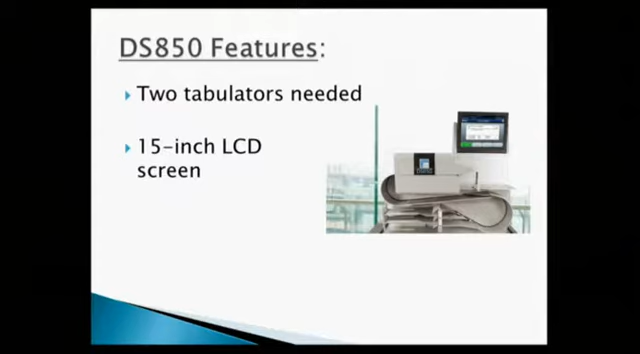 DS850 Features:
Two tabulators needed
15-inch LCD
screen